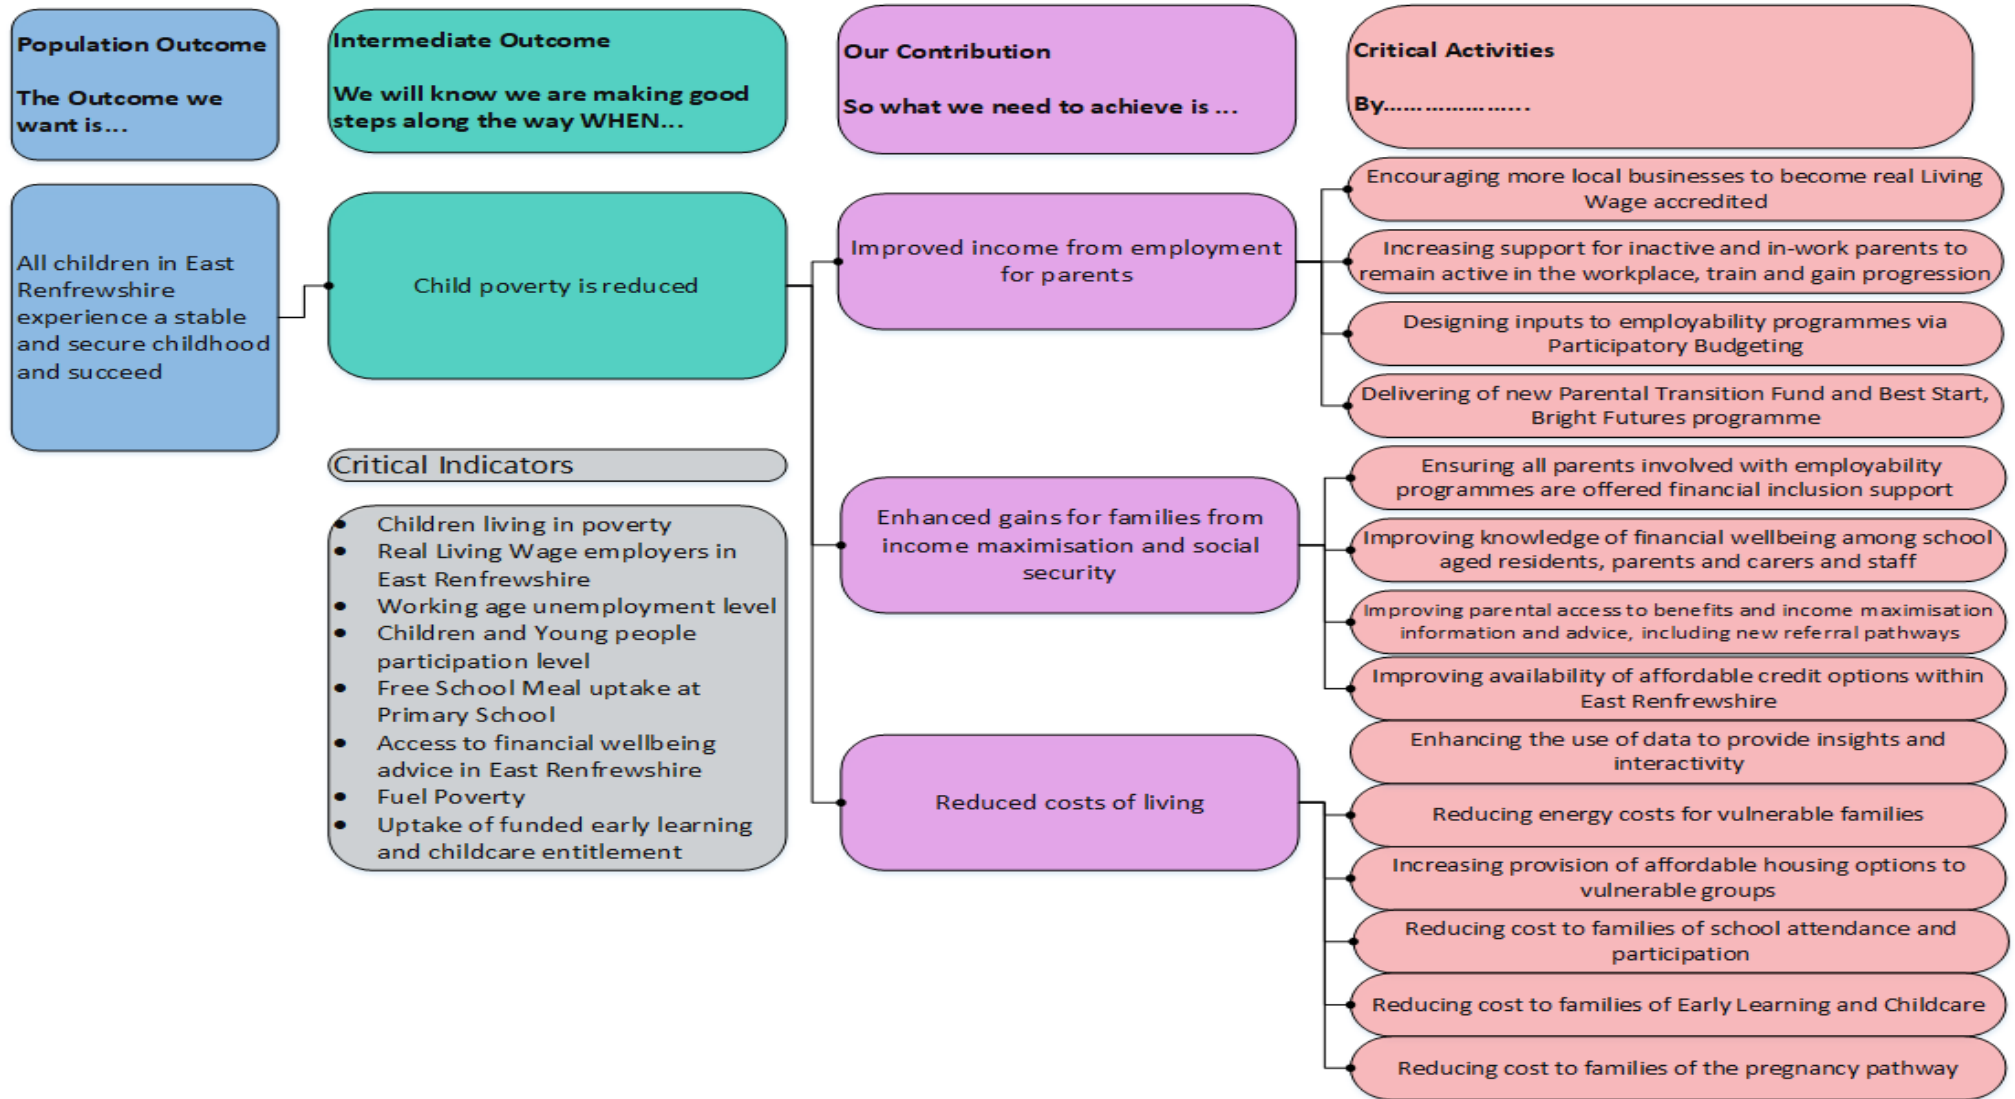 Population Outcome
The Outcome we
want is...
Intermediate Outcome
We will know we are making good
steps along the way WHEN...
Our Contribution
So what we need to achieve is ...
Critical Activities
By...................
All children in East
Renfrewshire
experience a stable
and secure childhood
and succeed
Child poverty is reduced
Critical Indicators
• Children living in poverty
• Real Living Wage employers in
East Renfrewshire
• Working age unemployment level
• Children and Young people
participation level
• Free School Meal uptake at
Primary School
• Access to financial wellbeing
advice in East Renfrewshire
• Fuel Poverty
• Uptake of funded early learning
and childcare entitlement
Improved income from employment
for parents
Enhanced gains for families from
income maximisation and social
security
Reduced costs of living
Encouraging more local businesses to become real Living
Wage accredited
Increasing support for inactive and in-work parents to
remain active in the workplace, train and gain progression
Designing inputs to employability programmes via
Participatory Budgeting
Delivering of new Parental Transition Fund and Best Start,
Bright Futures programme
Ensuring all parents involved with employability
programmes are offered financial inclusion support
Improving knowledge of financial wellbeing among school
aged residents, parents and carers and staff
Improving parental access to benefits and income maximisation
information and advice, including new referral pathways
Improving availability of affordable credit options within
East Renfrewshire
Enhancing the use of data to provide insights and
interactivity
Reducing energy costs for vulnerable families
Increasing provision of affordable housing options to
vulnerable groups
Reducing cost to families of school attendance and
participation
Reducing cost to families of Early Learning and Childcare
Reducing cost to families of the pregnancy pathway